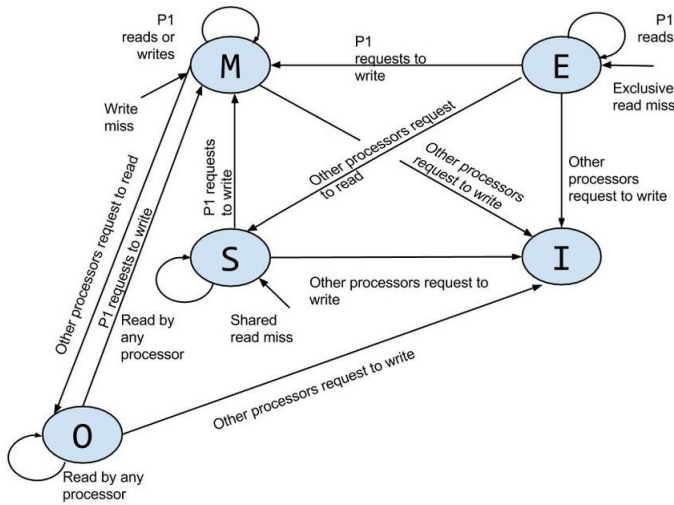 P1
reads or
writes
M
P1
requests to
write
E
P1
reads
Write
miss
Exclusive
read miss
Other processors request to read
P1 requests to write
P1 requests
to write
Other processors request
to read
Other processors
request to write
Other
processors
request to write
S
I
Read by
any
processor
Shared
read miss
Other processors request to
write
Other processors request to write
O
Read by any
processor